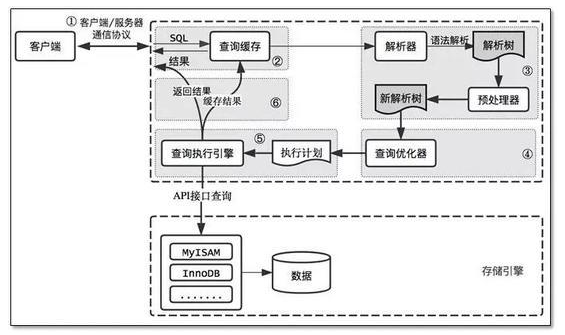 ① 客户端/服务器
通信协议
客户端
SQL
结果
查询缓存
②
解析器
语法解析
解析树
③
预处理器
新解析树
返回结果
缓存结果
⑥
查询执行引擎
⑤
执行计划
查询优化器
④
API接口查询
MyISAM
InnoDB
.......
数据
存储引擎